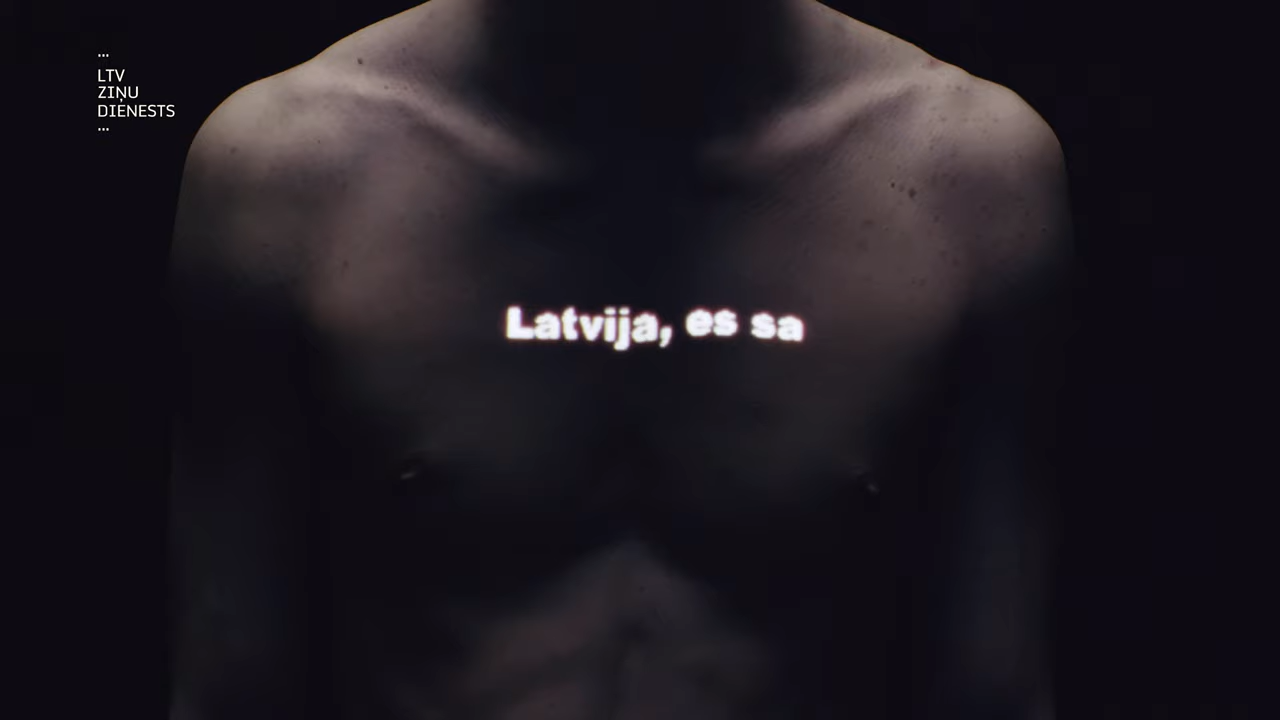 ...
LTV
ZIŅU
DIENESTS
...
Latvija, es sa